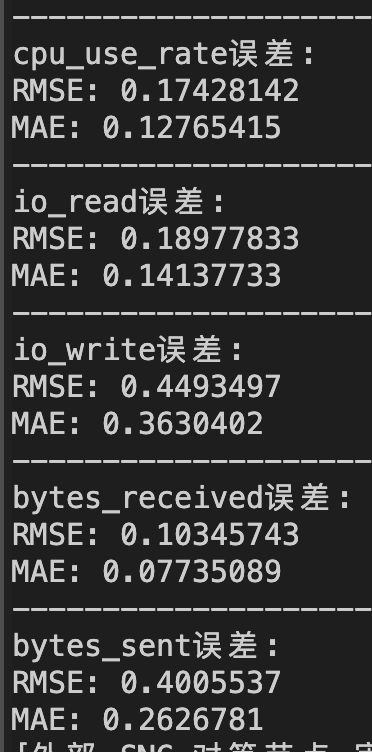 --------------------
cpu_use_rate误差:
RMSE: 0.17428142
MAE: 0.12765415
--------------------
io_read误差:
RMSE: 0.18977833
MAE: 0.14137733
--------------------
io_write误差:
RMSE: 0.4493497
MAE: 0.3630402
--------------------
bytes_received误差:
RMSE: 0.10345743
MAE: 0.07735089
--------------------
bytes_sent误差:
RMSE: 0.4005537
MAE: 0.2626781